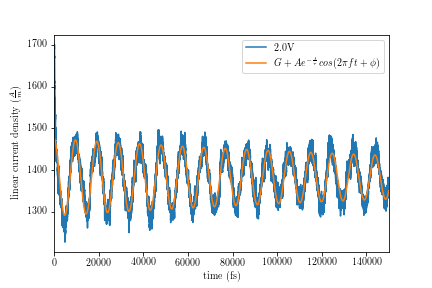 1700
1600
1500
1400
1300
linear current density (A/m)
2.0V
G + Ae^{-t/τ}cos(2πft + ϕ)
0 20000 40000 60000 80000 100000 120000 140000
time (fs)